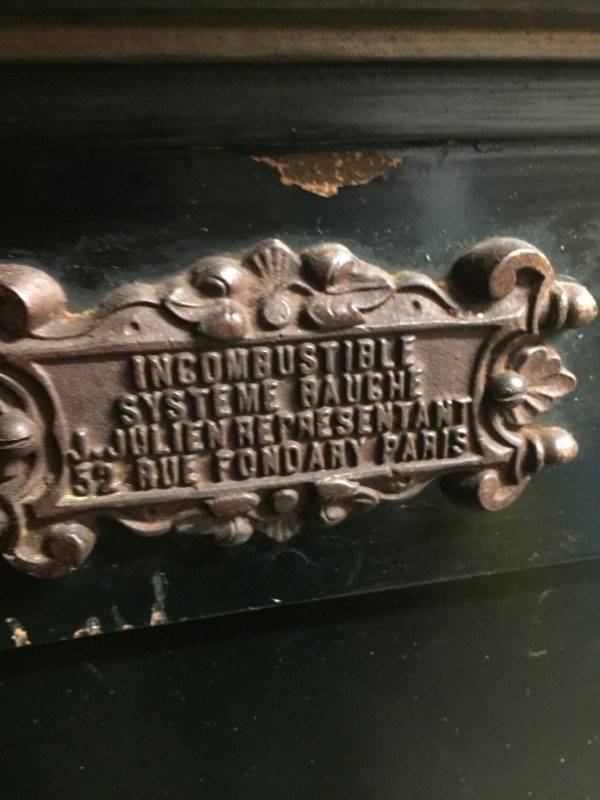 INCOMBUSTIBLE
SYSTEME BAUCHE
J. JULIEN REPRESENTANT
52 RUE FONDARY PARIS